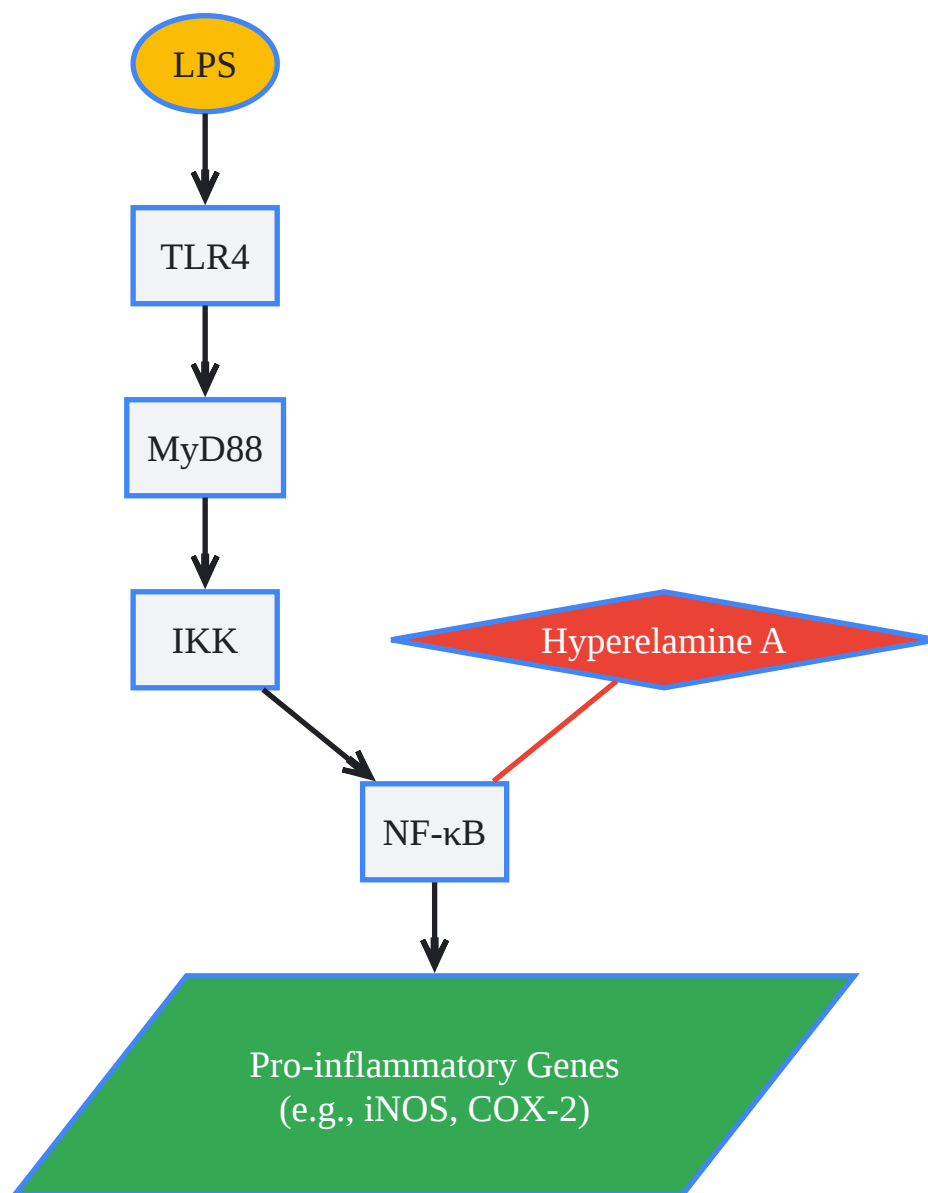 LPS
TLR4
MyD88
IKK
Hyperelamine A
NF-κB
Pro-inflammatory Genes
(e.g., iNOS, COX-2)